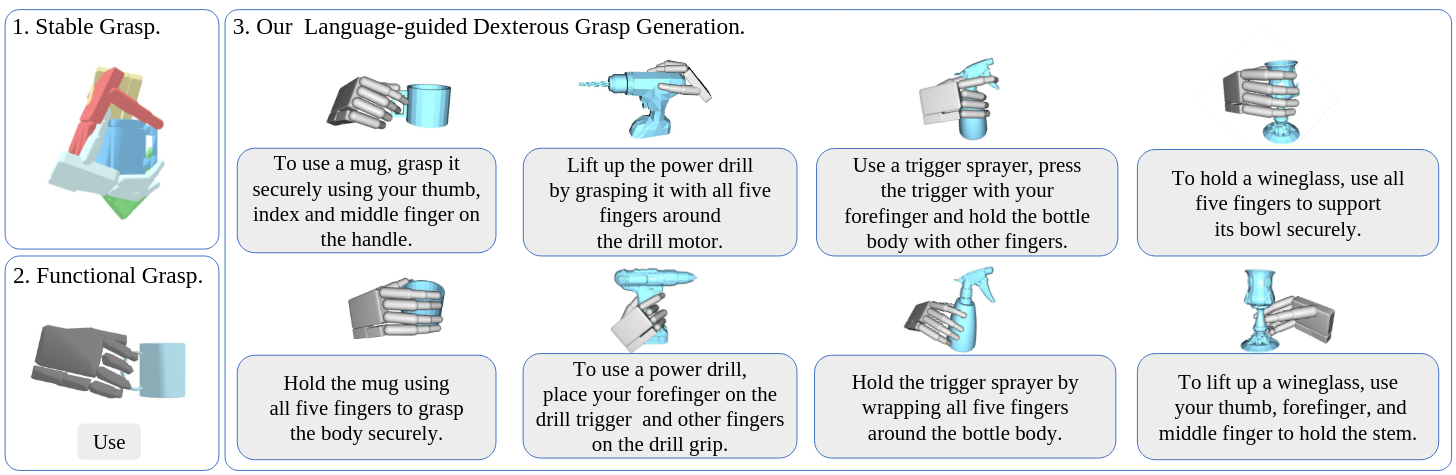 1. Stable Grasp.
2. Functional Grasp.
Use
3. Our Language-guided Dexterous Grasp Generation.
To use a mug, grasp it
securely using your thumb,
index and middle finger on
the handle.
Lift up the power drill
by grasping it with all five
fingers around
the drill motor.
Use a trigger sprayer, press
the trigger with your
forefinger and hold the bottle
body with other fingers.
To hold a wineglass, use all
five fingers to support
its bowl securely.
Hold the mug using
all five fingers to grasp
the body securely.
To use a power drill,
place your forefinger on the
drill trigger and other fingers
on the drill grip.
Hold the trigger sprayer by
wrapping all five fingers
around the bottle body.
To lift up a wineglass, use
your thumb, forefinger, and
middle finger to hold the stem.